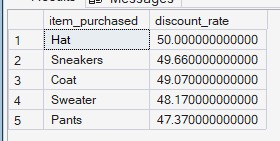 Messages
item_purchased discount_rate
1 Hat 50.000000000000
2 Sneakers 49.660000000000
3 Coat 49.070000000000
4 Sweater 48.170000000000
5 Pants 47.370000000000